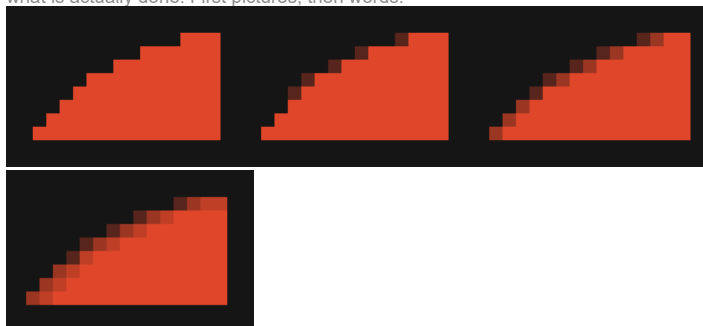 what is actually done. First pictures, then words.